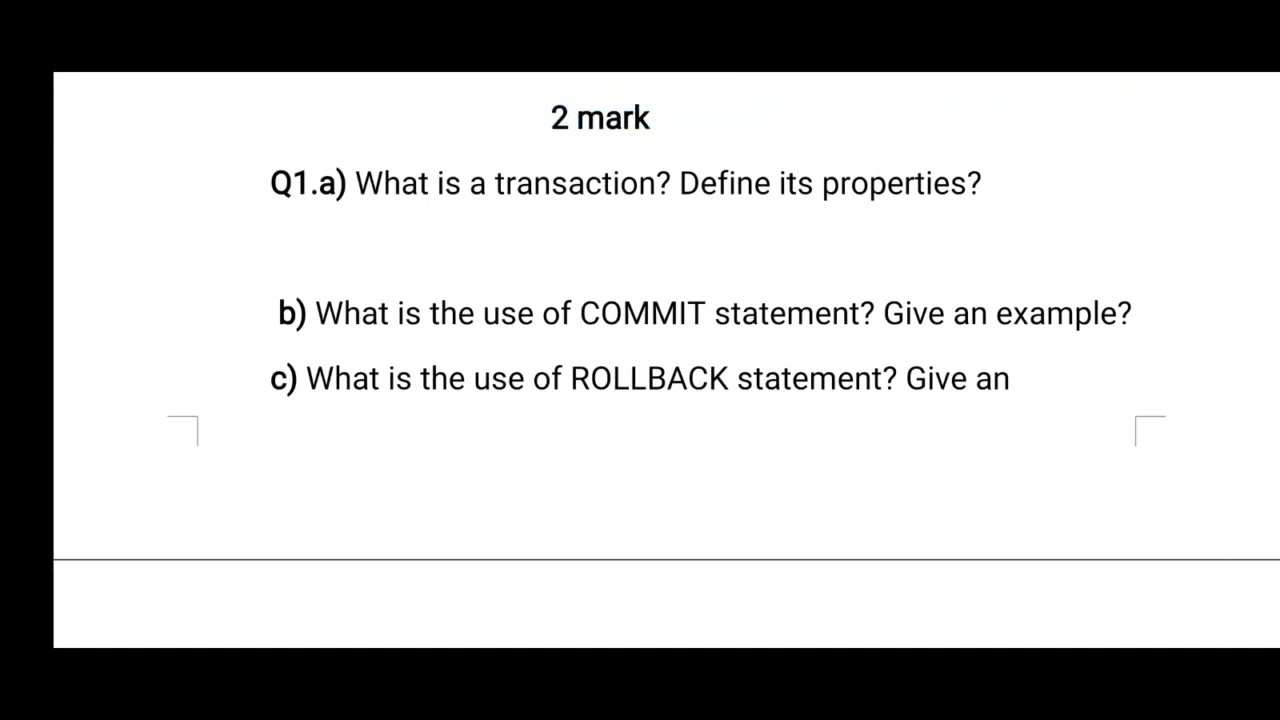 2 mark
Q1.a) What is a transaction? Define its properties?
b) What is the use of COMMIT statement? Give an example?
c) What is the use of ROLLBACK statement? Give an